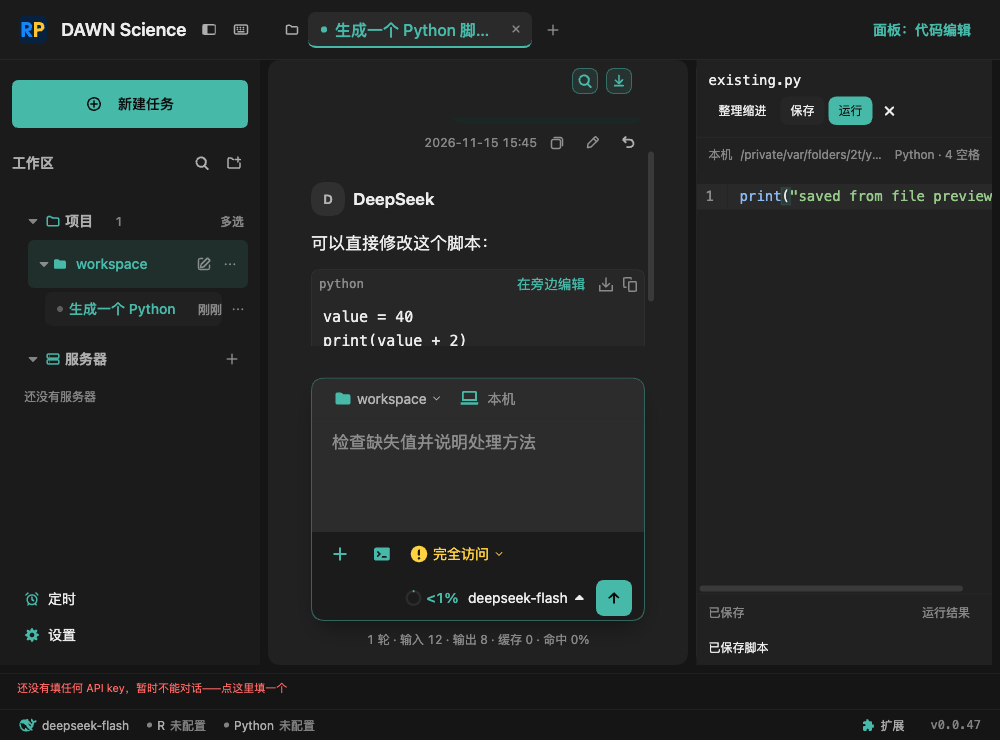 RP DAWN Science
生成一个 Python 脚...
面板：代码编辑
新建任务
工作区
项目 1 多选
workspace
生成一个 Python 刚刚
服务器
还没有服务器
定时
设置
2026-11-15 15:45
D DeepSeek
可以直接修改这个脚本：
python 在旁边编辑
value = 40
print(value + 2)
workspace 本机
检查缺失值并说明处理方法
完全访问
<1% deepseek-flash
1 轮 · 输入 12 · 输出 8 · 缓存 0 · 命中 0%
existing.py
整理缩进 保存 运行
本机 /private/var/folders/2t/y... Python · 4 空格
1 print("saved from file preview
已保存 运行结果
已保存脚本
还没有填任何 API key，暂时不能对话——点这里填一个
deepseek-flash R 未配置 Python 未配置
扩展 v0.0.47